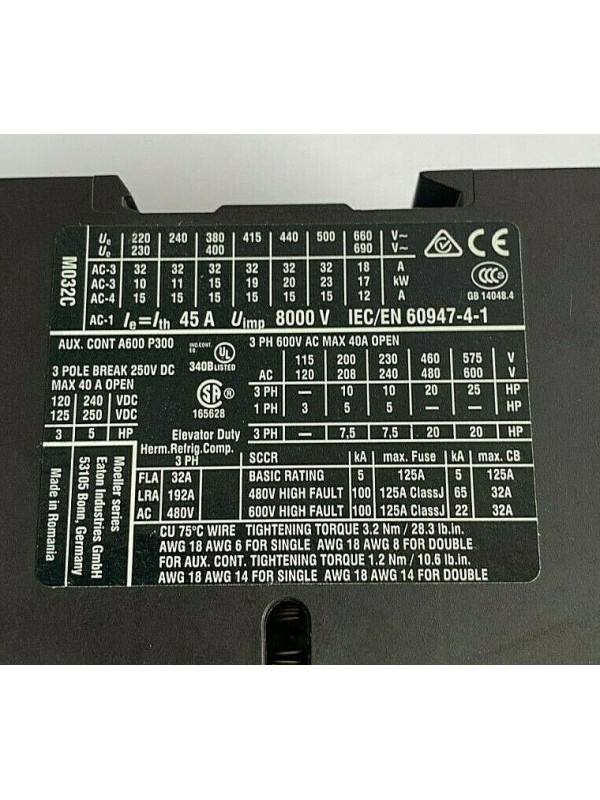 MI032C
Ue 220 240 380 415 440 500 660 V~
Ue 230 400 690 V~
AC-3 32 32 32 32 32 32 18 A
AC-3 10 11 15 19 20 23 17 kW
AC-4 15 15 15 15 15 15 12 A
AC-1 Ie=Ith 45 A Uimp 8000 V IEC/EN 60947-4-1
CE
CCC
GB 14048.4
AUX. CONT A600 P300
IND.CONT.
EQ.
340B
UL
LISTED
3 PH 600V AC MAX 40A OPEN
3 POLE BREAK 250V DC
MAX 40 A OPEN
120 240 VDC
125 250 VDC
3 5 HP
SA
165628
115 200 230 460 575 V
AC 120 208 240 480 600 V
3 PH — 10 10 20 25 HP
1 PH 3 5 5 — — HP
Elevator Duty
3 PH — 7,5 7,5 20 20 HP
Herm.Refrig.Comp.
3 PH
FLA 32A
LRA 192A
AC 480V
SCCR kA max. Fuse kA max. CB
BASIC RATING 5 125A 5 125A
480V HIGH FAULT 100 125A ClassJ 65 32A
600V HIGH FAULT 100 125A ClassJ 22 32A
Moeller series
Eaton Industries GmbH
53105 Bonn, Germany
Made in Romania
CU 75°C WIRE TIGHTENING TORQUE 3.2 Nm / 28.3 lb.in.
AWG 18 AWG 6 FOR SINGLE AWG 18 AWG 8 FOR DOUBLE
FOR AUX. CONT. TIGHTENING TORQUE 1.2 Nm / 10.6 lb.in.
AWG 18 AWG 14 FOR SINGLE AWG 18 AWG 14 FOR DOUBLE